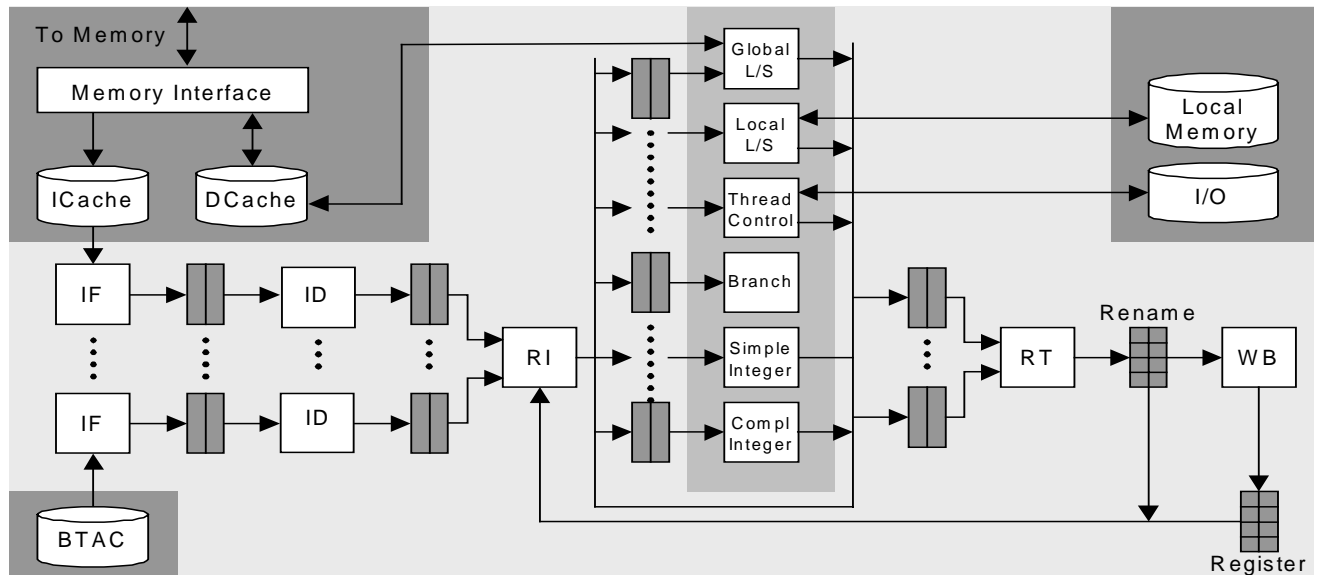 To Memory
Memory Interface
ICache
DCache
Global
L/S
Local
L/S
Thread
Control
Branch
Simple
Integer
Compl
Integer
Local
Memory
I/O
IF
ID
IF
ID
RI
RT
Rename
WB
Register
BTAC